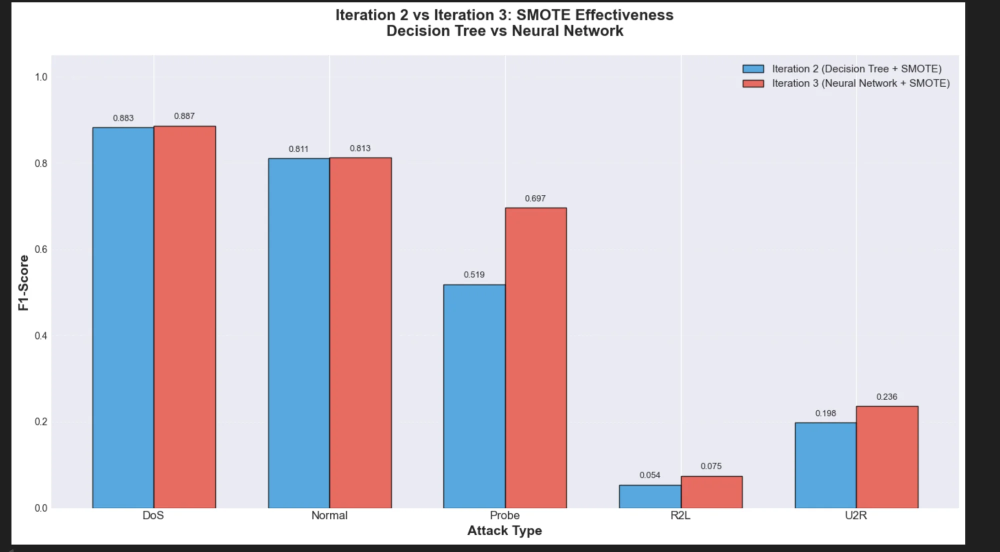 Iteration 2 vs Iteration 3: SMOTE Effectiveness
Decision Tree vs Neural Network
Iteration 2 (Decision Tree + SMOTE)
Iteration 3 (Neural Network + SMOTE)
F1-Score
1.0
0.8
0.6
0.4
0.2
0.0
0.883
0.887
0.811
0.813
0.519
0.697
0.054
0.075
0.198
0.236
DoS
Normal
Probe
R2L
U2R
Attack Type